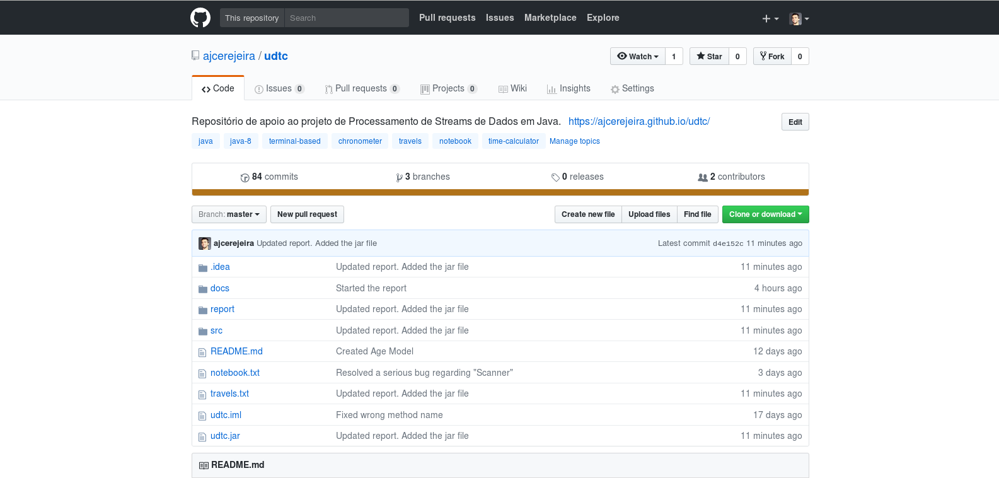 This repository Search Pull requests Issues Marketplace Explore
ajcerejeira / udtc Watch 1 Star 0 Fork 0
Code Issues 0 Pull requests 0 Projects 0 Wiki Insights Settings
Repositório de apoio ao projeto de Processamento de Streams de Dados em Java. https://ajcerejeira.github.io/udtc/ Edit
java java-8 terminal-based chronometer travels notebook time-calculator Manage topics
84 commits 3 branches 0 releases 2 contributors
Branch: master New pull request Create new file Upload files Find file Clone or download
ajcerejeira Updated report. Added the jar file Latest commit d4e152c 11 minutes ago
.idea Updated report. Added the jar file 11 minutes ago
docs Started the report 4 hours ago
report Updated report. Added the jar file 11 minutes ago
src Updated report. Added the jar file 11 minutes ago
README.md Created Age Model 12 days ago
notebook.txt Resolved a serious bug regarding "Scanner" 3 days ago
travels.txt Updated report. Added the jar file 11 minutes ago
udtc.iml Fixed wrong method name 17 days ago
udtc.jar Updated report. Added the jar file 11 minutes ago
README.md